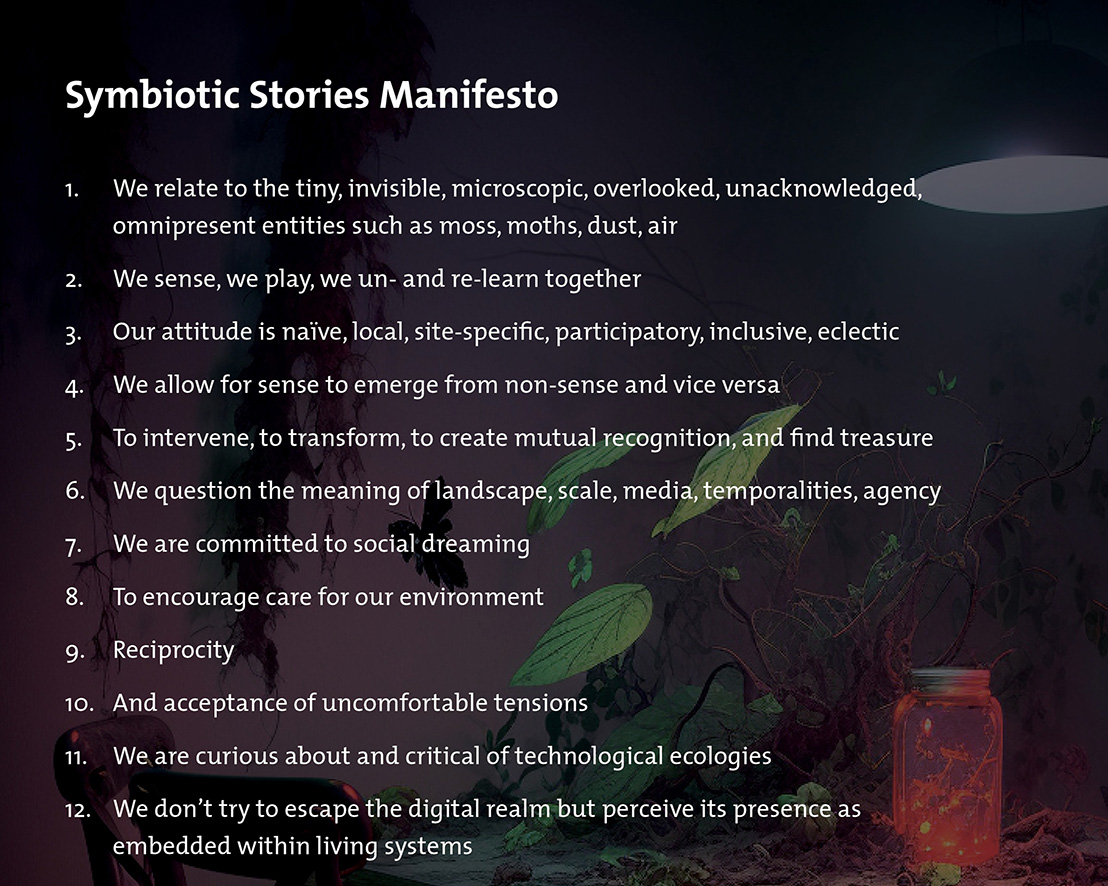 Symbiotic Stories Manifesto
1. We relate to the tiny, invisible, microscopic, overlooked, unacknowledged,
omnipresent entities such as moss, moths, dust, air
2. We sense, we play, we un- and re-learn together
3. Our attitude is naïve, local, site-specific, participatory, inclusive, eclectic
4. We allow for sense to emerge from non-sense and vice versa
5. To intervene, to transform, to create mutual recognition, and find treasure
6. We question the meaning of landscape, scale, media, temporalities, agency
7. We are committed to social dreaming
8. To encourage care for our environment
9. Reciprocity
10. And acceptance of uncomfortable tensions
11. We are curious about and critical of technological ecologies
12. We don’t try to escape the digital realm but perceive its presence as
embedded within living systems